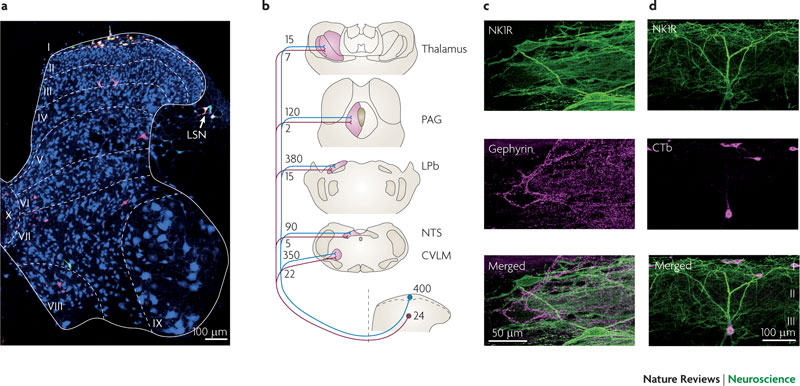 a
I
II
III
IV
V
VI
X
VII
VIII
IX
LSN
100 µm
b
15
7
Thalamus
120
2
PAG
380
15
LPb
90
5
NTS
350
22
CVLM
400
24
c
NK1R
Gephyrin
Merged
50 µm
d
NK1R
CTb
Merged
I
II
III
100 µm
Nature Reviews | Neuroscience